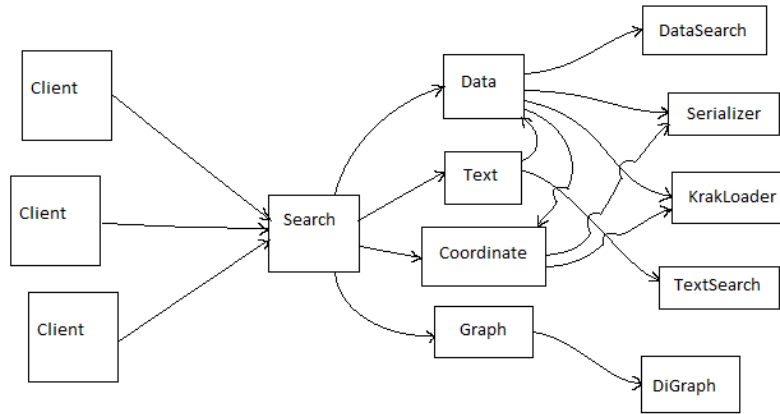 Client
Client
Client
Search
Data
Text
Coordinate
Graph
DataSearch
Serializer
KrakLoader
TextSearch
DiGraph